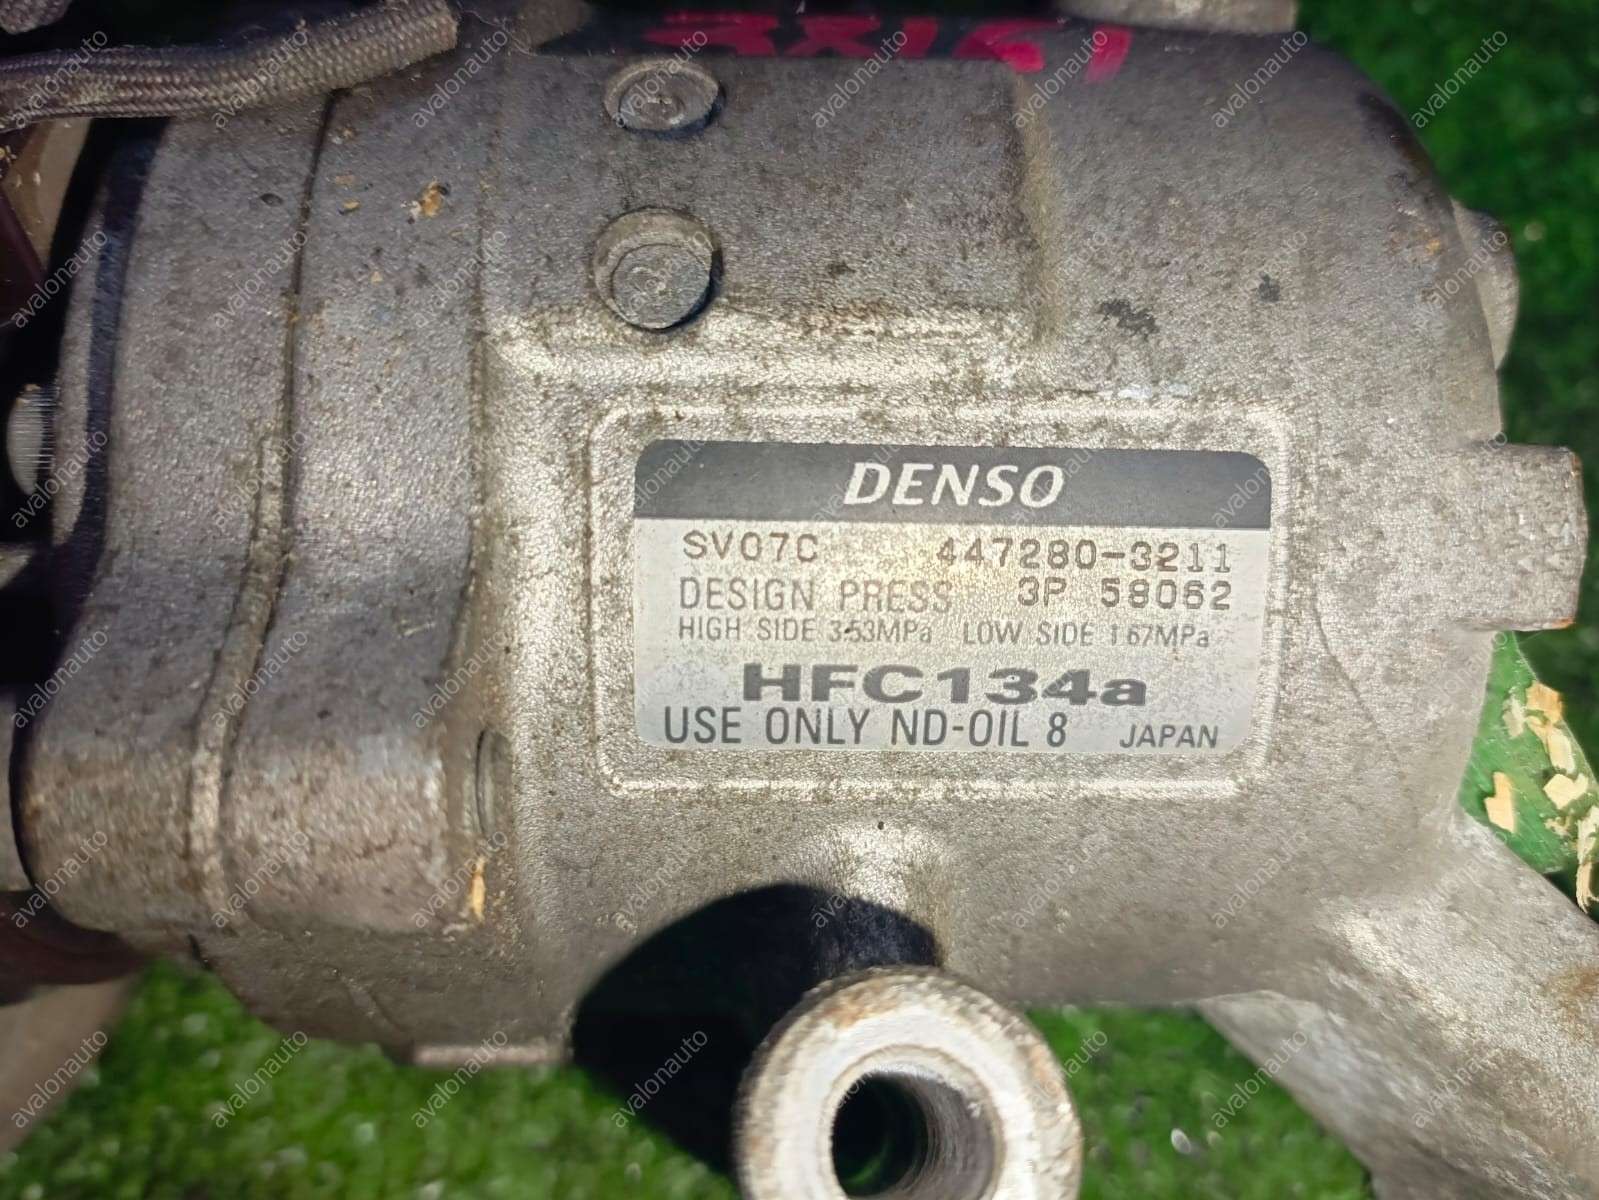 DENSO
SV07C 447280-3211
DESIGN PRESS 3P 58062
HIGH SIDE 3.53MPa LOW SIDE 1.67MPa
HFC134a
USE ONLY ND-OIL 8 JAPAN
avalonauto